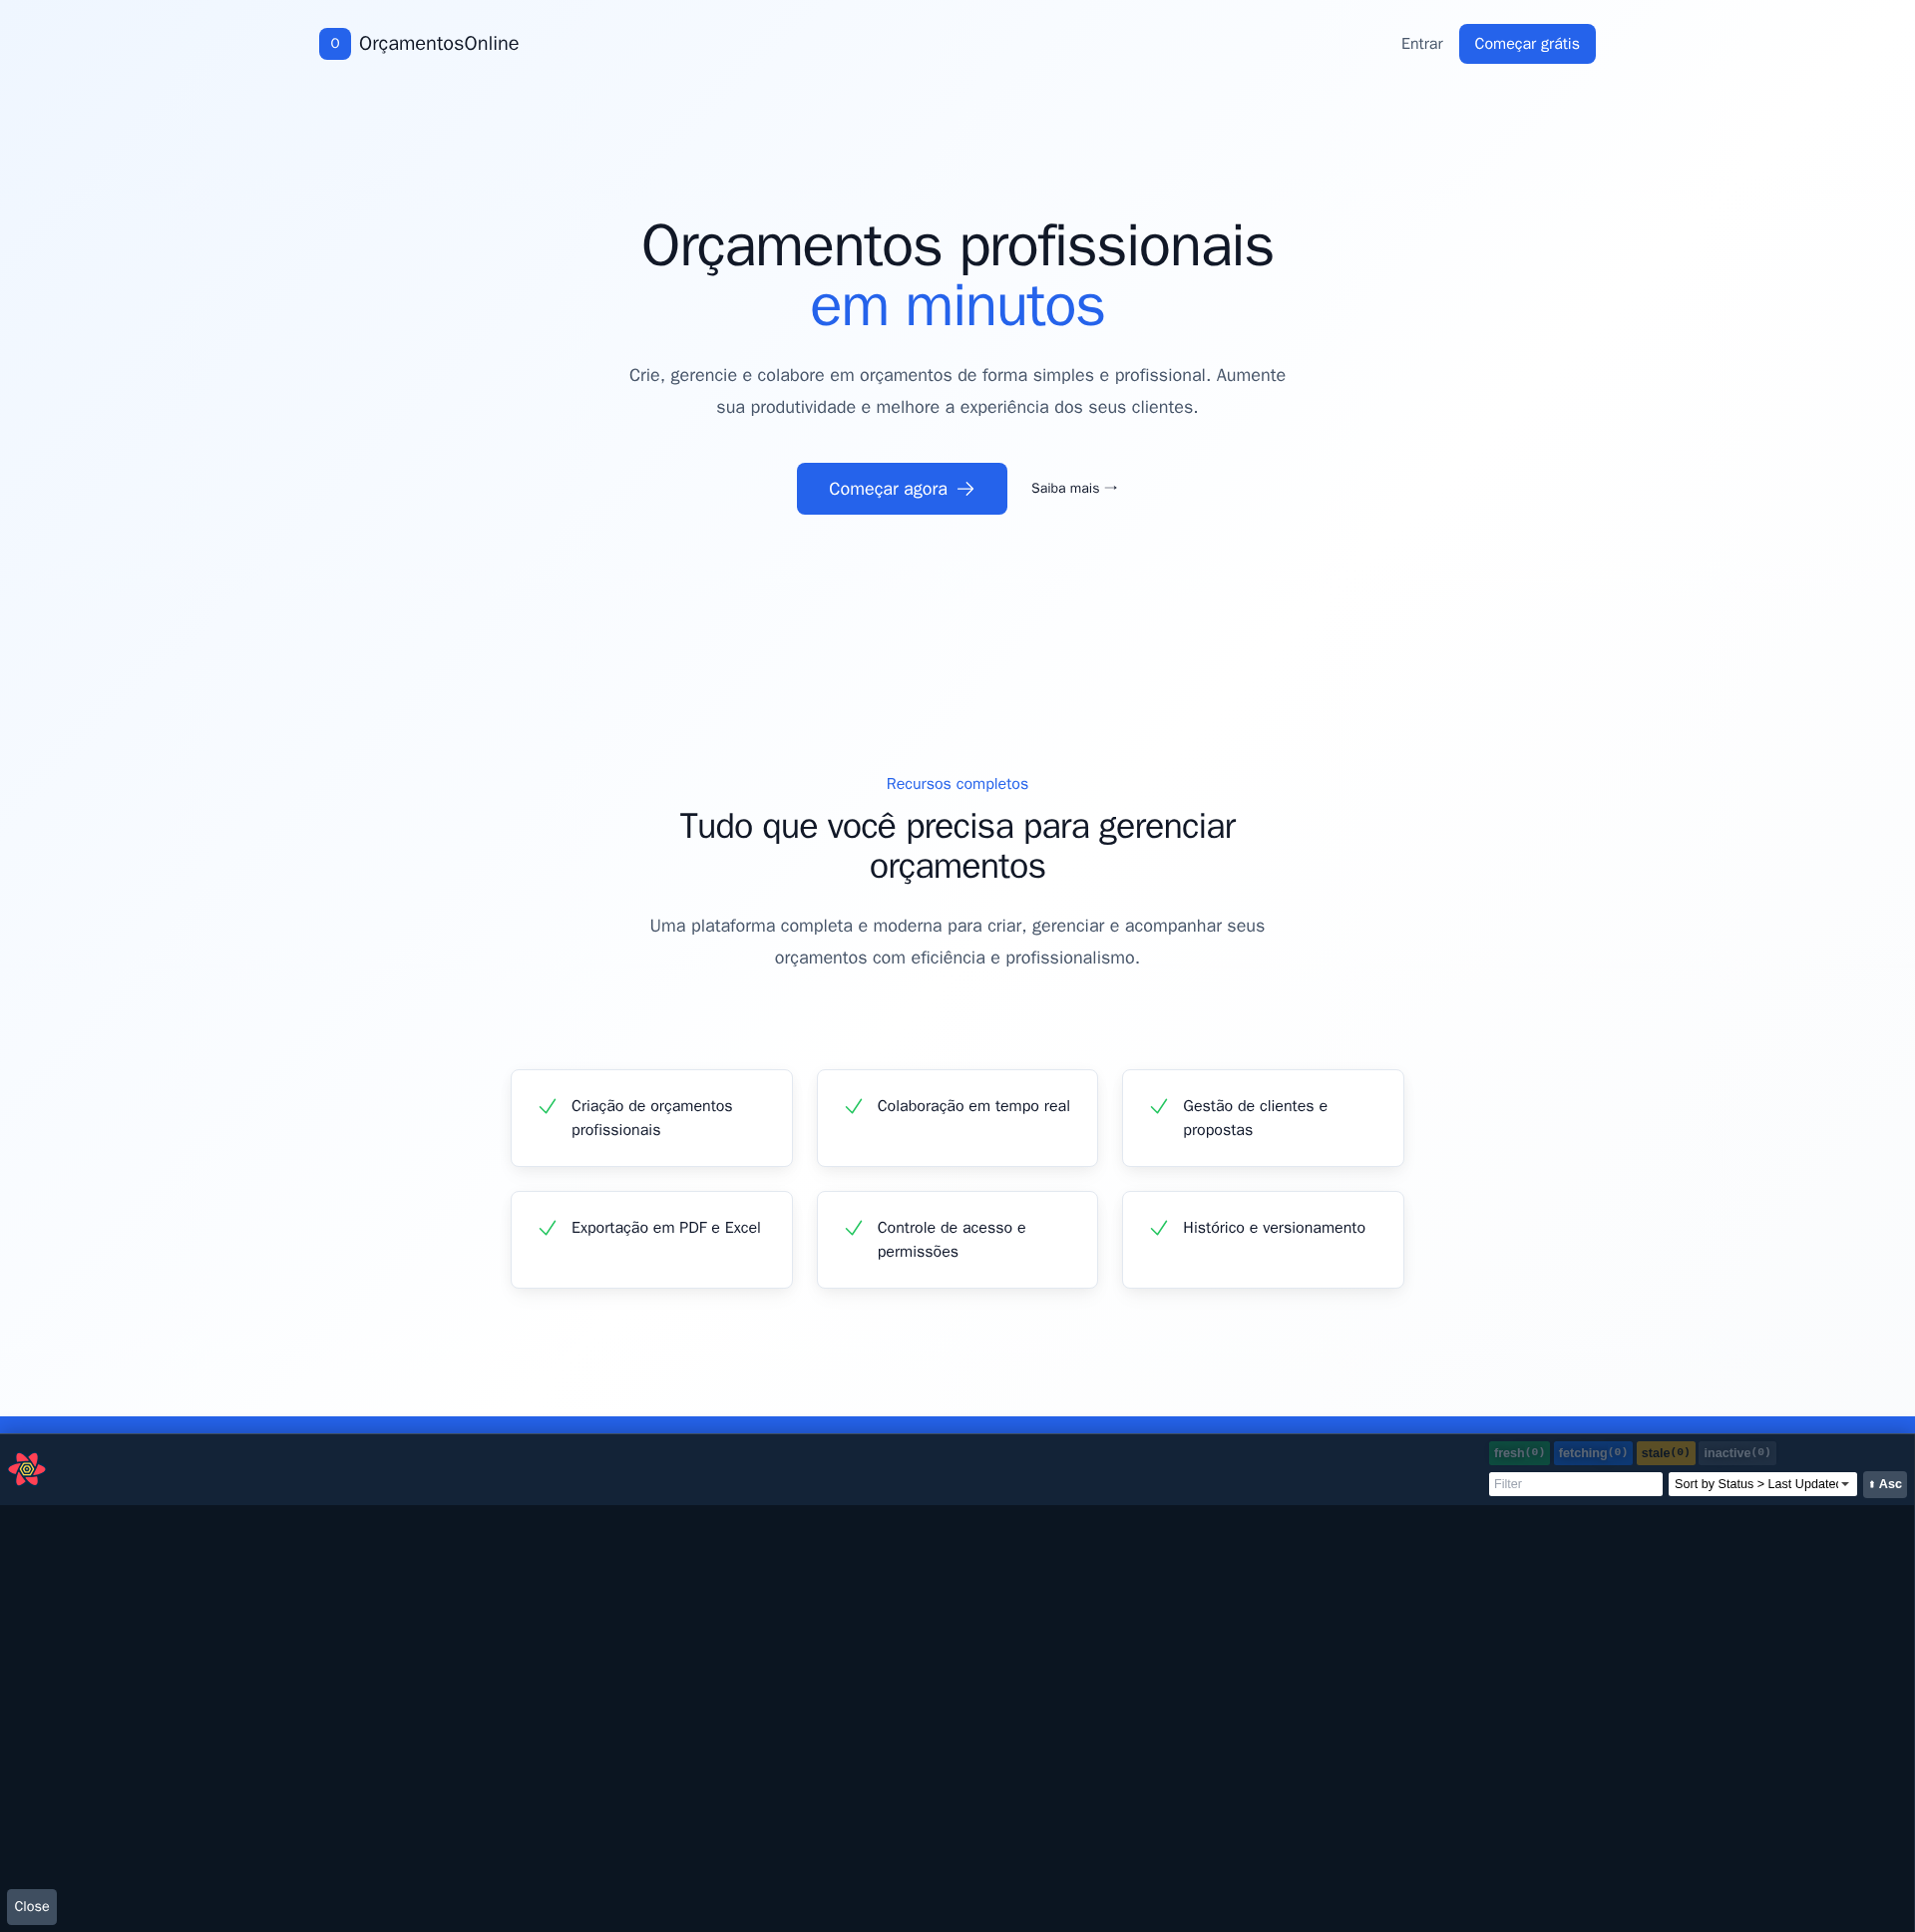 O OrçamentosOnline
Entrar
Começar grátis
Orçamentos profissionais
em minutos
Crie, gerencie e colabore em orçamentos de forma simples e profissional. Aumente
sua produtividade e melhore a experiência dos seus clientes.
Começar agora →
Saiba mais →
Recursos completos
Tudo que você precisa para gerenciar
orçamentos
Uma plataforma completa e moderna para criar, gerenciar e acompanhar seus
orçamentos com eficiência e profissionalismo.
Criação de orçamentos
profissionais
Colaboração em tempo real
Gestão de clientes e
propostas
Exportação em PDF e Excel
Controle de acesso e
permissões
Histórico e versionamento
fresh(0) fetching(0) stale(0) inactive(0)
Filter
Sort by Status > Last Updated
⬆ Asc
Close